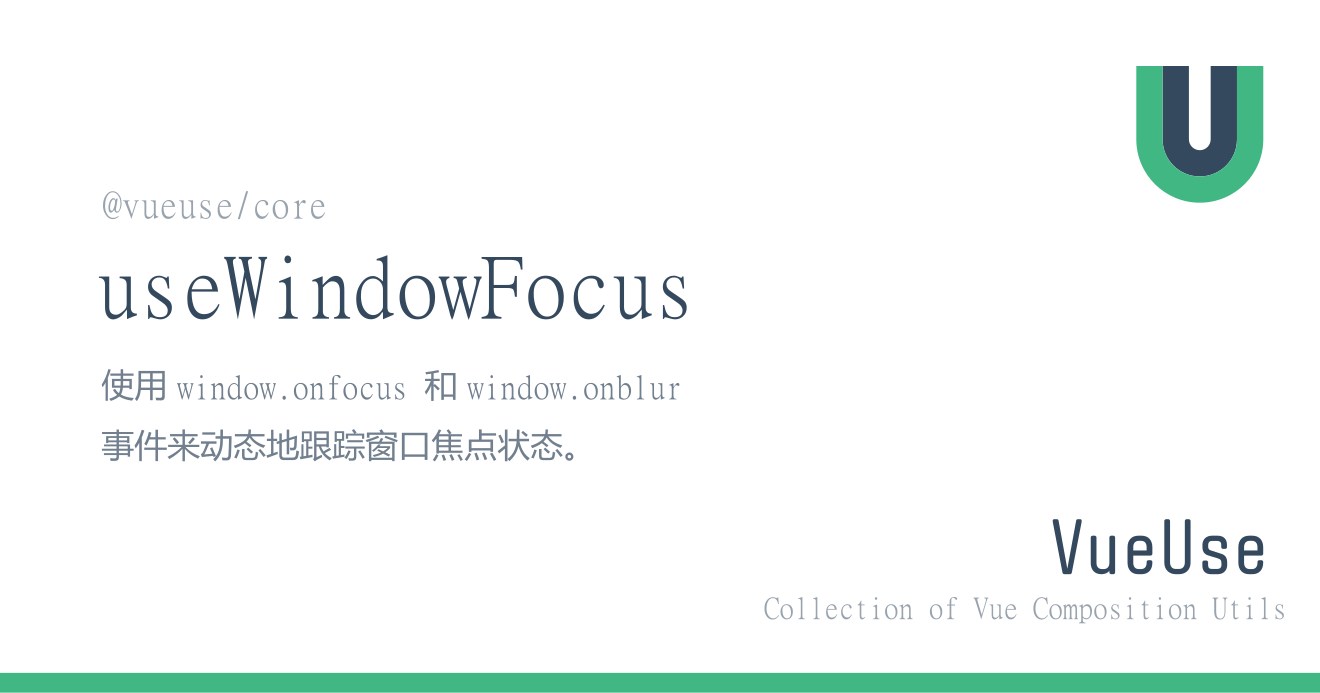 @vueuse/core
useWindowFocus
使用 window.onfocus 和 window.onblur
事件来动态地跟踪窗口焦点状态。
VueUse
Collection of Vue Composition Utils